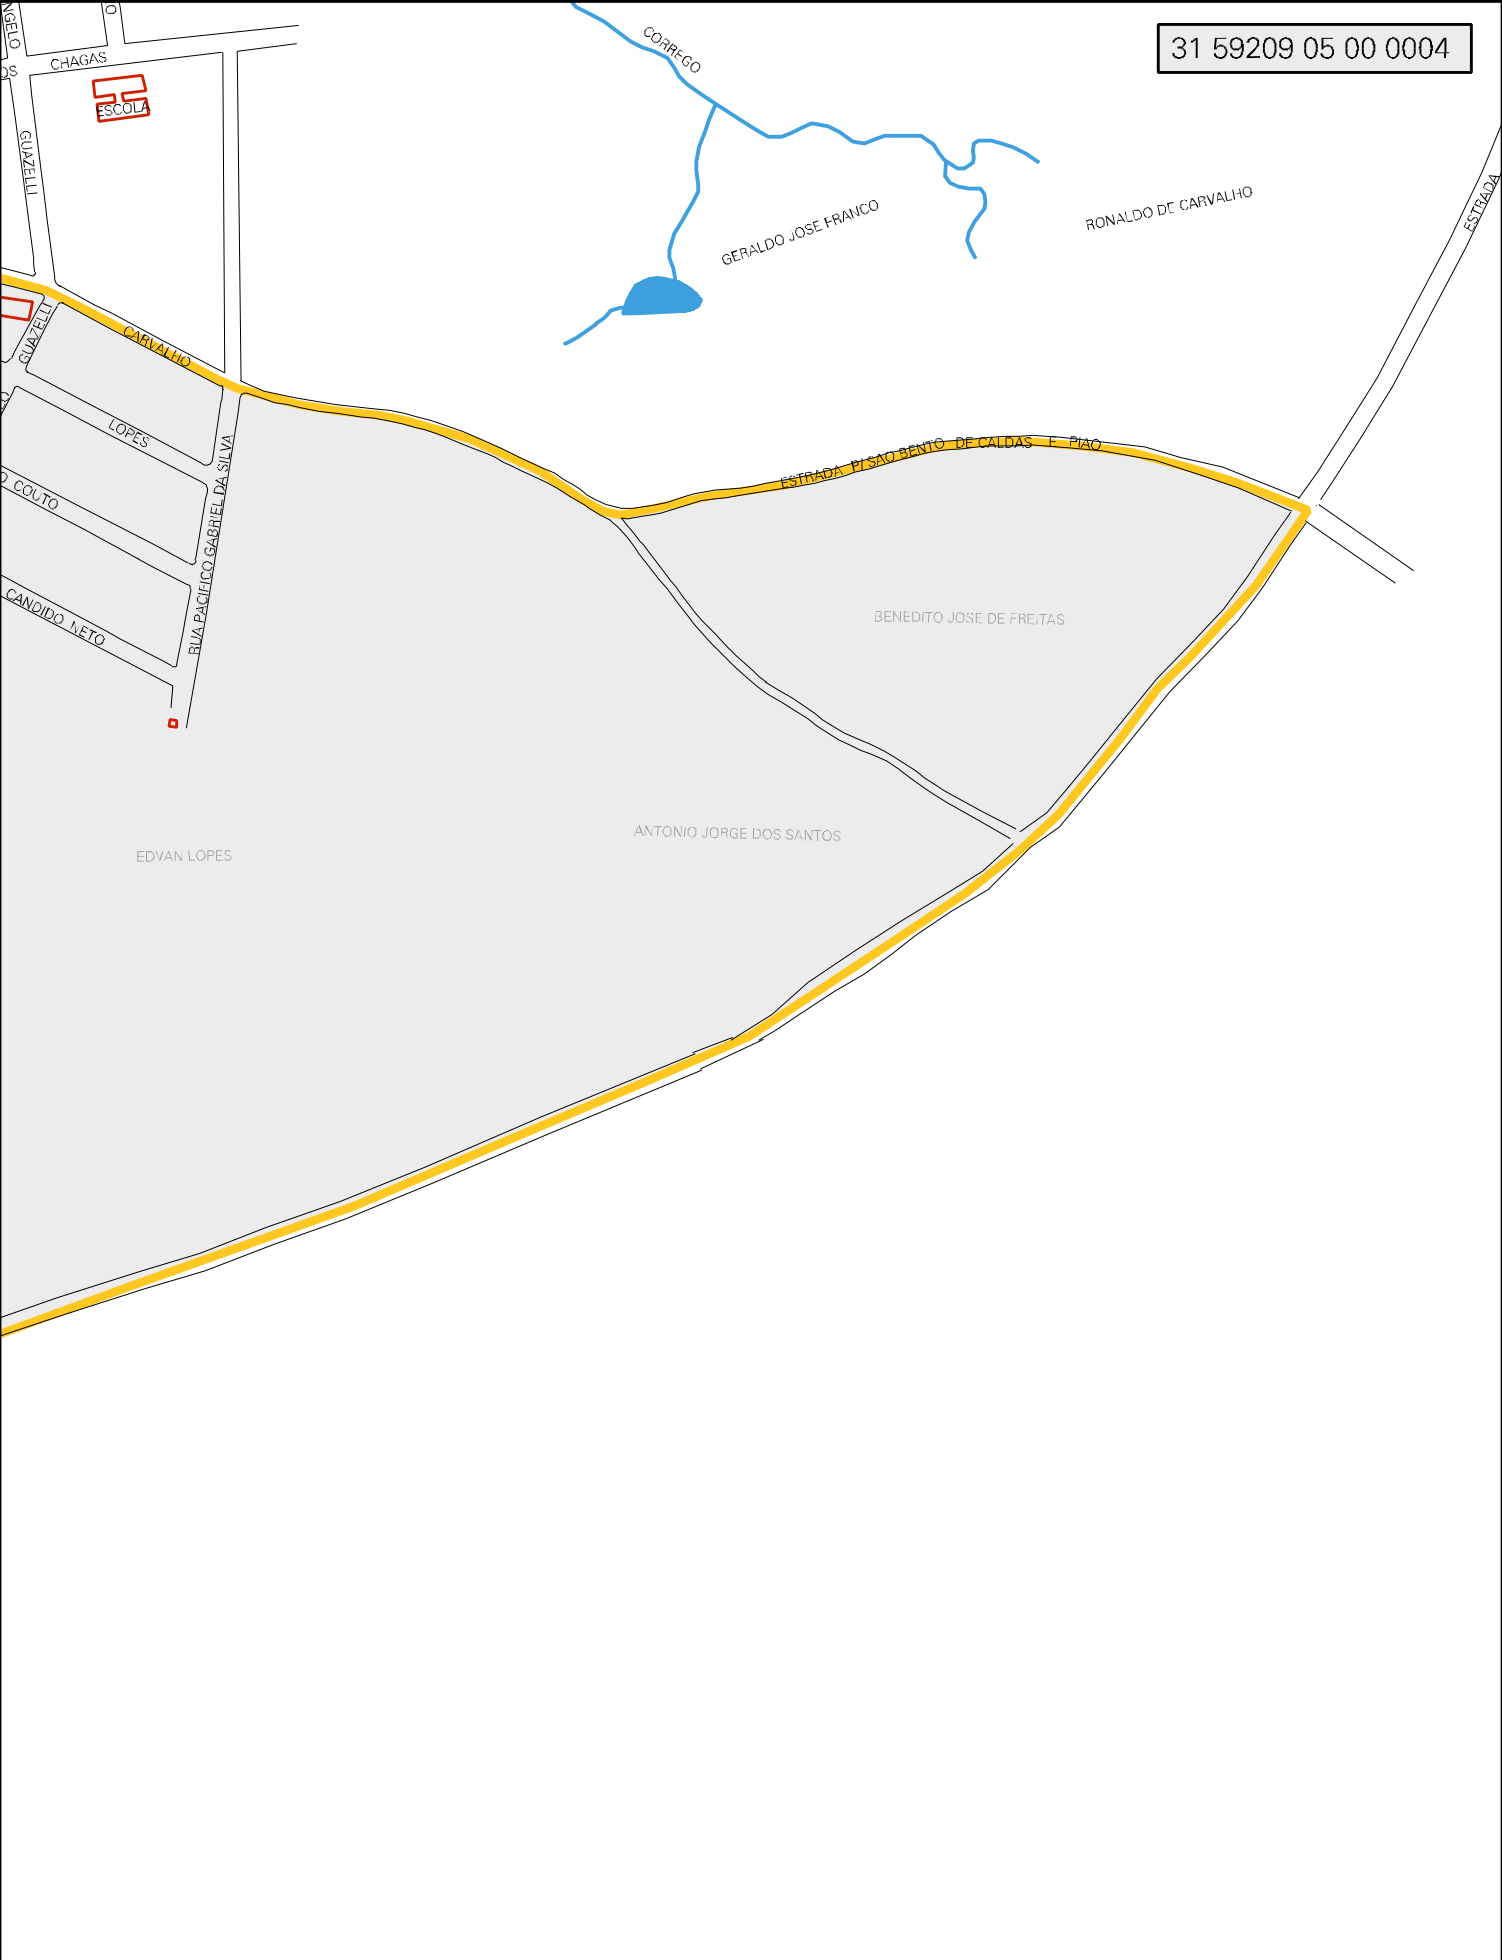 31 59209 05 00 0004
CORREGO
CHAGAS
ESCOLA
GUAZELLI
ESTRADA
GERALDO JOSE FRANCO
RONALDO DE CARVALHO
GUAZELLI
CARVALHO
LOPES
ESTRADA P/ SAO BENTO DE CALDAS E PIAO
COUTO
RUA PACIFICO GABRIEL DA SILVA
CANDIDO NETO
BENEDITO JOSE DE FREITAS
ANTONIO JORGE DOS SANTOS
EDVAN LOPES